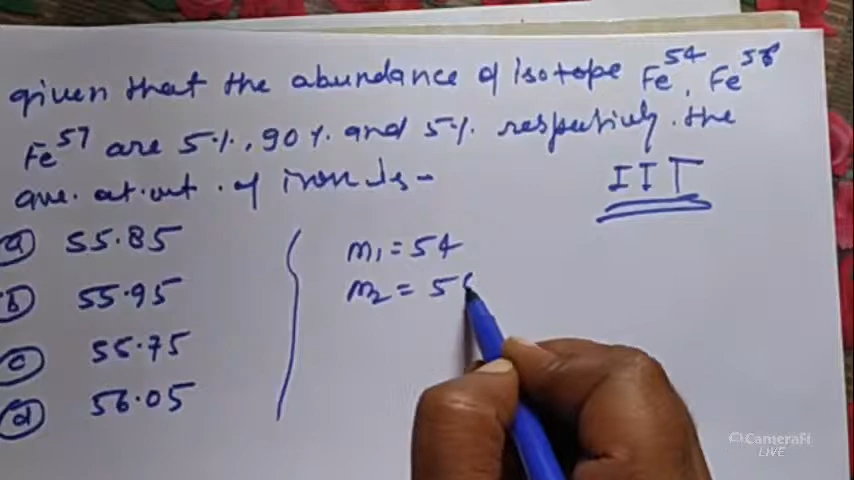 given that the abundance of isotope Fe⁵⁴, Fe⁵⁶
Fe⁵⁷ are 5%, 90% and 5% respectively. the
ave. at. wt. of iron is -
IIT
(a) 55.85
(b) 55.95
(c) 55.75
(d) 56.05
m₁ = 54
m₂ = 5
CameraFi
LIVE